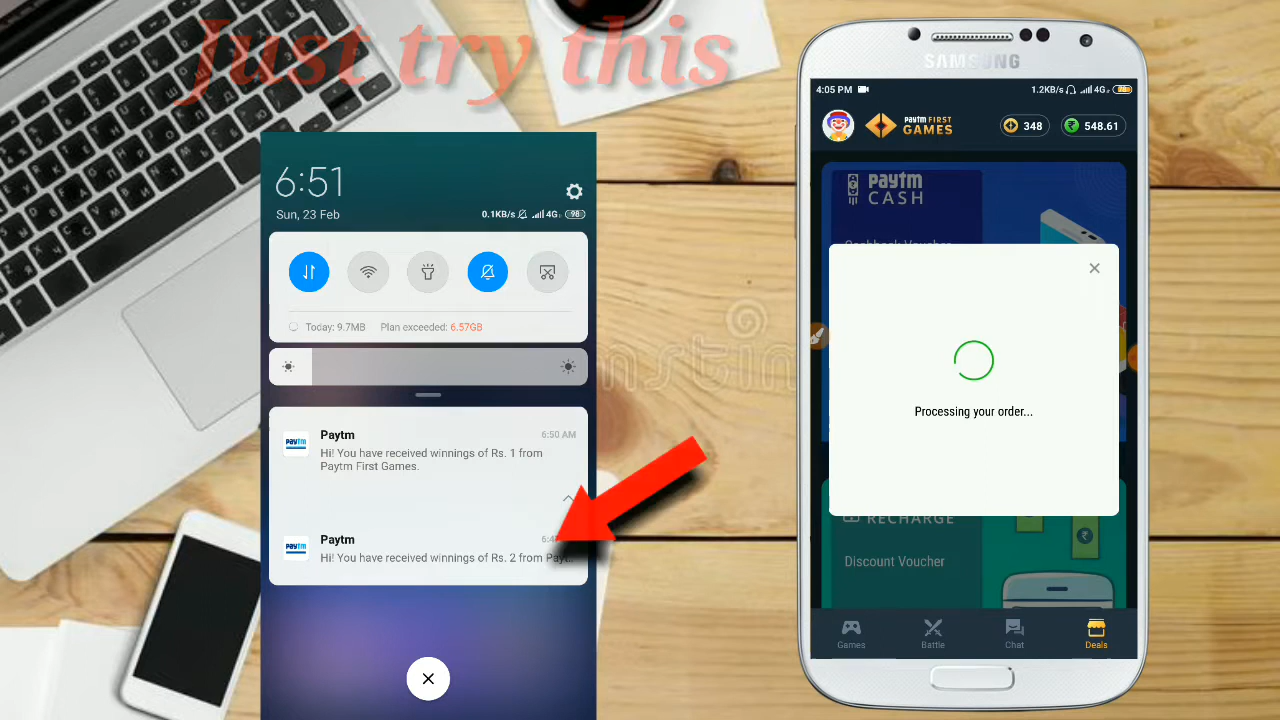 Just try this
6:51
Sun, 23 Feb
0.1KB/s 4G 98
Today: 9.7MB Plan exceeded: 6.57GB
Paytm 6:50 AM
Hi! You have received winnings of Rs. 1 from
Paytm First Games.
Paytm
Hi! You have received winnings of Rs. 2 from Payt..
SAMSUNG
4:05 PM 1.2KB/s 4G
paytm FIRST
GAMES
348
548.61
paytm
CASH
Cashback Voucher
Processing your order...
RECHARGE
Discount Voucher
Games Battle Chat Deals